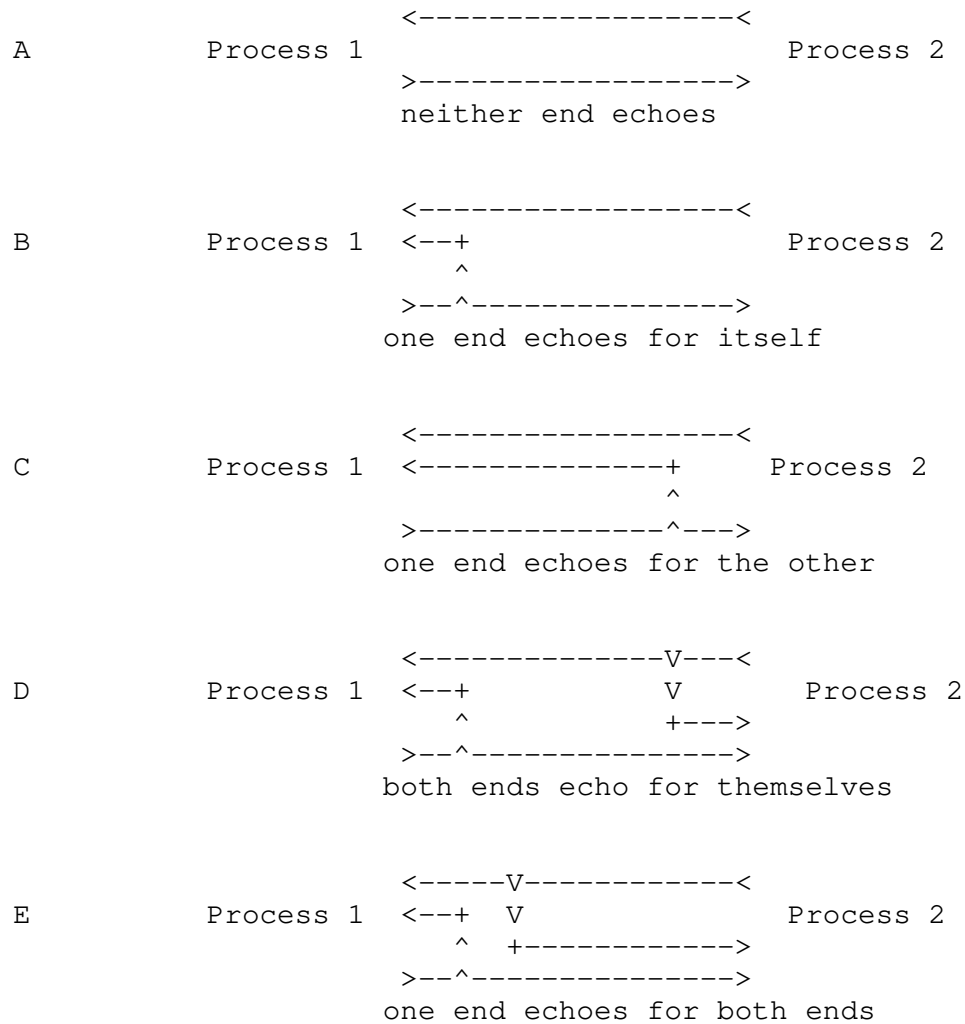 <------------------<
A           Process 1                        Process 2
                      >------------------>
                      neither end echoes

                      <------------------<
B           Process 1 <--+                   Process 2
                         ^
                      >--^--------------->
                     one end echoes for itself

                      <------------------<
C           Process 1 <--------------+      Process 2
                                     ^
                      >--------------^--->
                     one end echoes for the other

                      <--------------V---<
D           Process 1 <--+           V        Process 2
                         ^           +--->
                      >--^--------------->
                     both ends echo for themselves

                      <-----V------------<
E           Process 1 <--+  V                Process 2
                         ^  +------------>
                      >--^--------------->
                     one end echoes for both ends